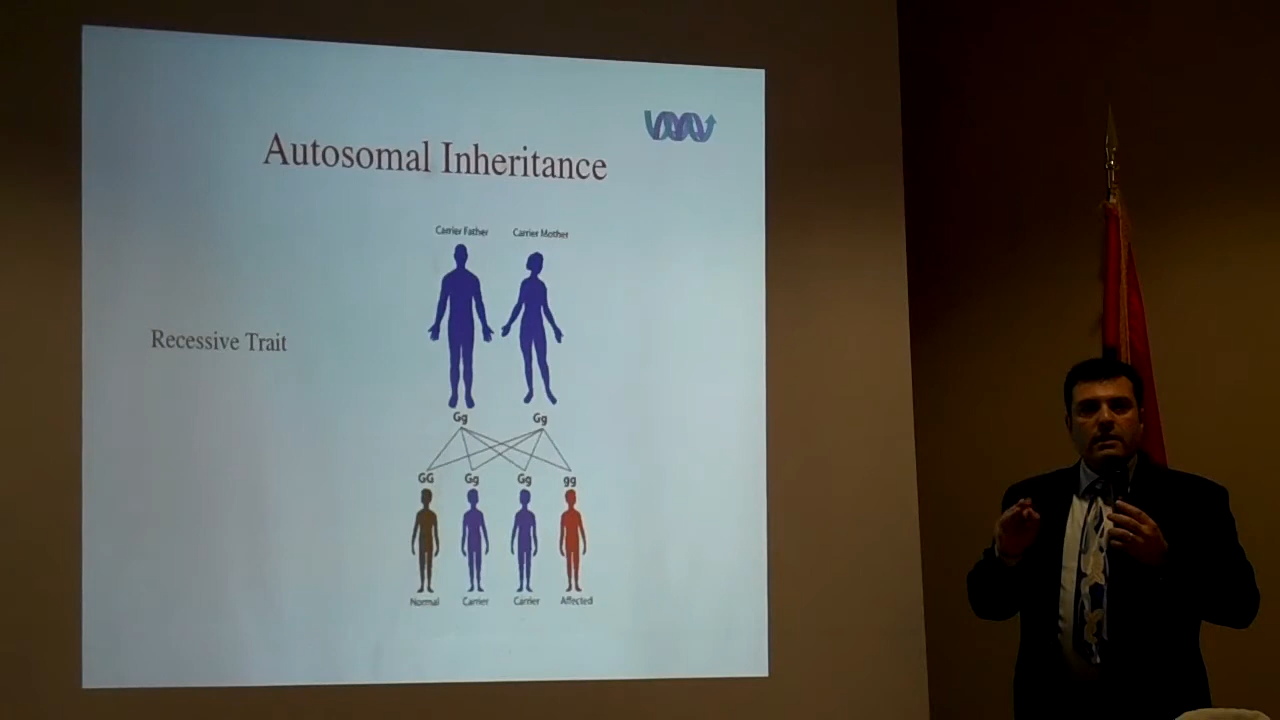 Autosomal Inheritance
Carrier Father Carrier Mother
Recessive Trait
Gg Gg
GG Gg Gg gg
Normal Carrier Carrier Affected